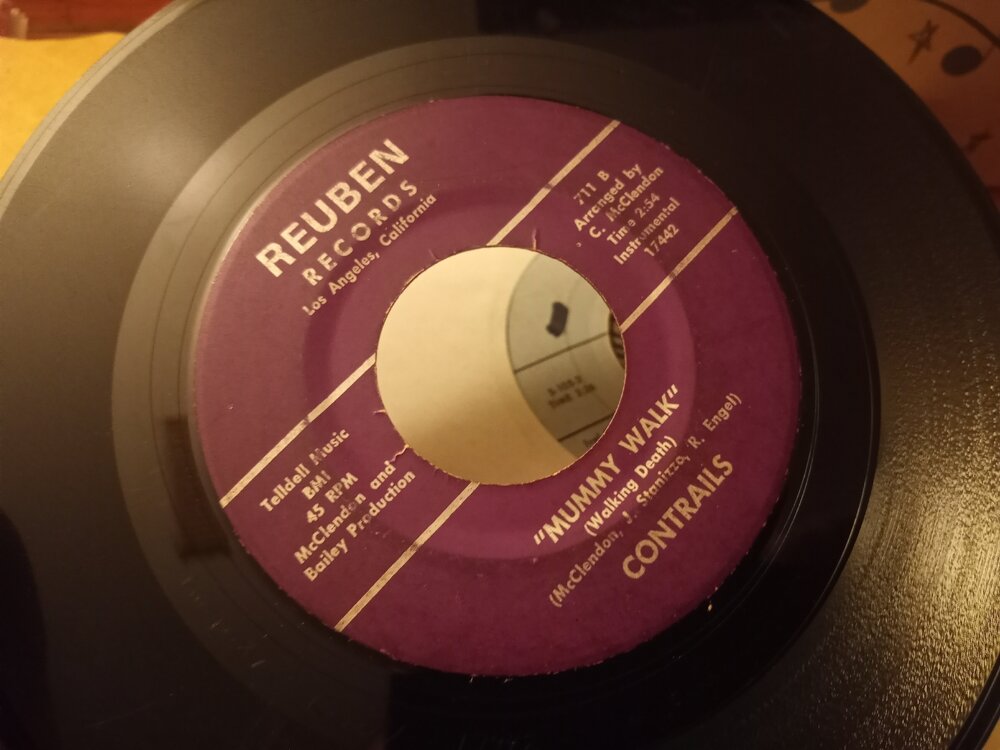 REUBEN
RECORDS
Los Angeles, California
711 B
Arranged by
C. McClendon
Time 2:54
Instrumental
17442
Telldell Music
BMI
45 RPM
McClendon and
Bailey Production
"MUMMY WALK"
(Walking Death)
(McClendon, J. Stanizzo, R. Engel)
CONTRAILS